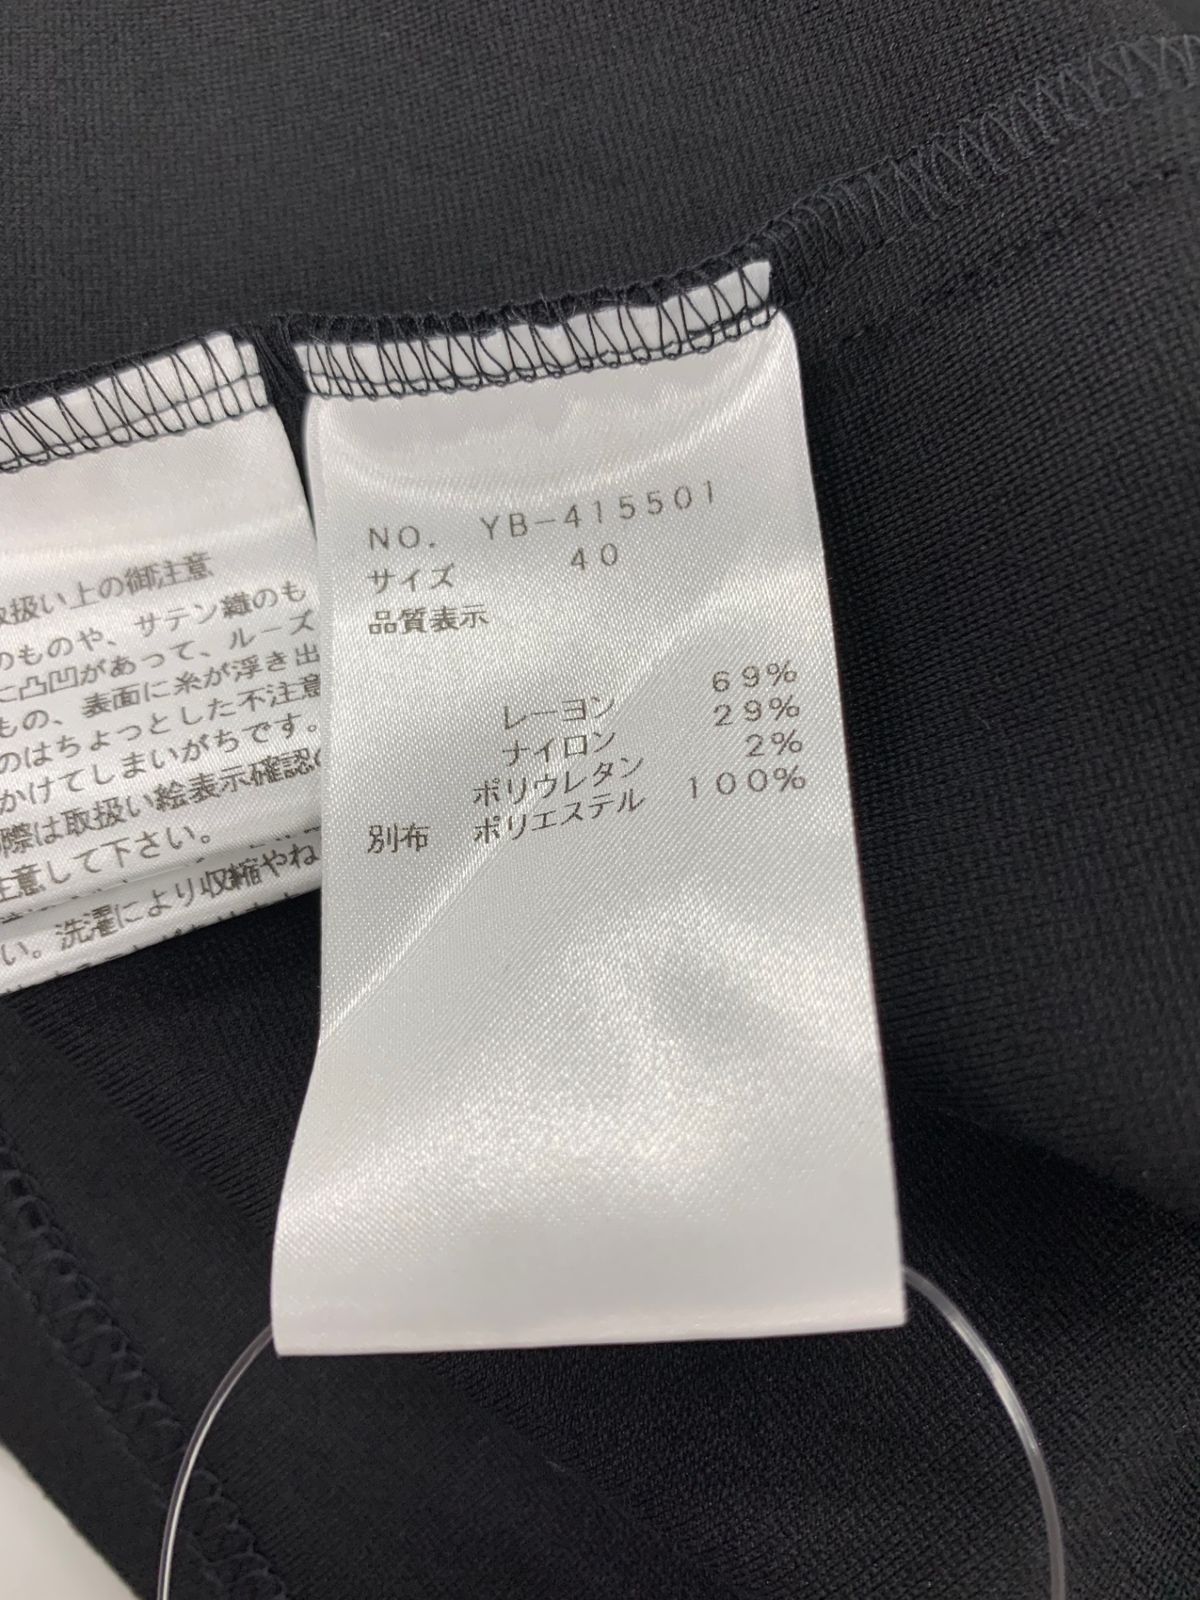 取扱い上の御注意
のものや、サテン織のも
に凸凹があって、ルーズ
もの、表面に糸が浮き出
のはちょっとした不注意
かけてしまいがちです。
際は取扱い絵表示確認の
注意して下さい。
い。洗濯により収縮やね
NO. YB-415501
サイズ 40
品質表示
レーヨン 69%
ナイロン 29%
ポリウレタン 2%
別布 ポリエステル 100%